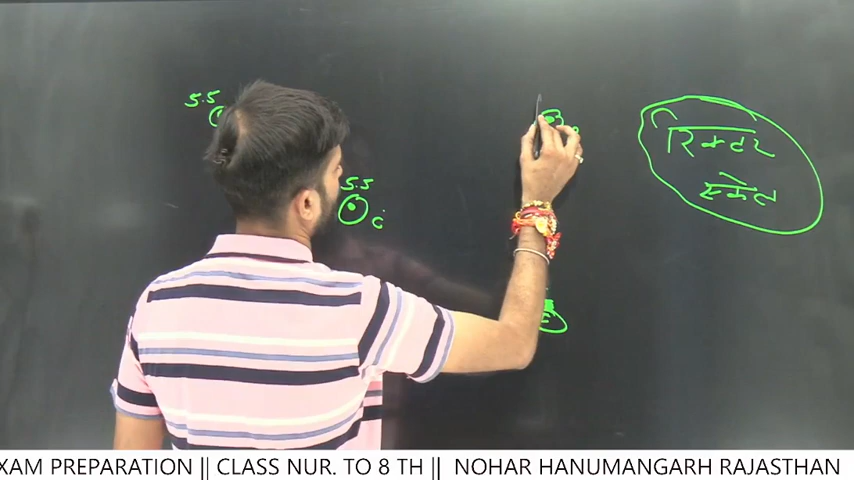 5.5
5.5
c
रिक्टर
स्केल
XAM PREPARATION || CLASS NUR. TO 8 TH || NOHAR HANUMANGARH RAJASTHAN